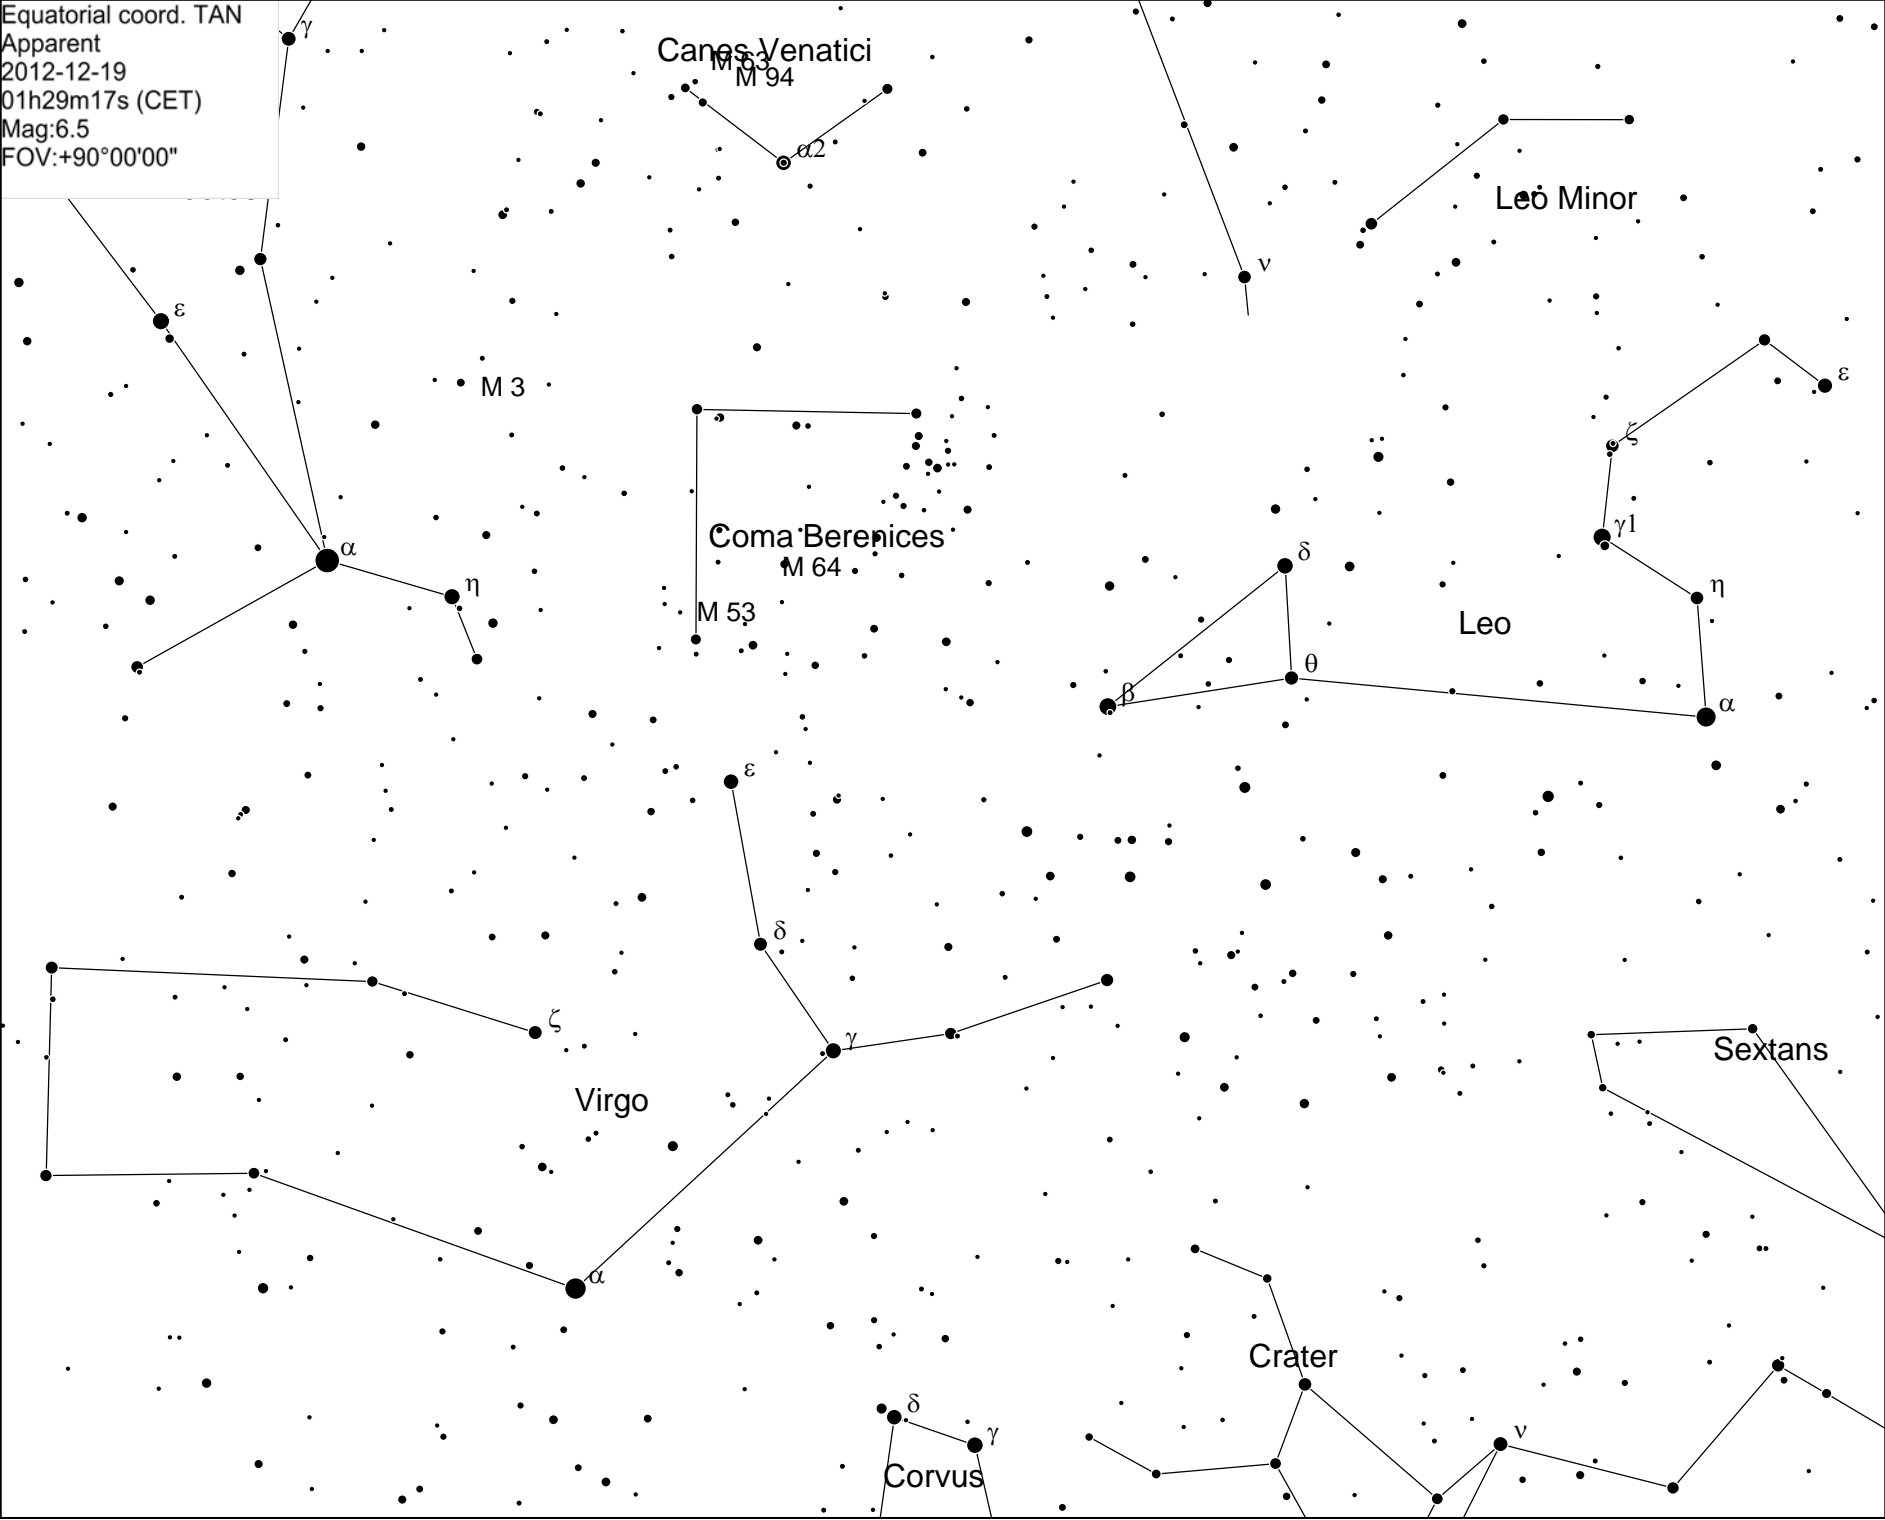 Equatorial coord. TAN
Apparent
2012-12-19
01h29m17s (CET)
Mag:6.5
FOV:+90°00'00"
γ
Canes Venatici
M 63
M 94
α2
Leo Minor
ν
ε
M 3
ε
ζ
γ1
Coma Berenices
M 64
α
δ
η
η
M 53
Leo
θ
β
α
ε
δ
ζ
γ
Sextans
Virgo
α
Crater
δ
γ
ν
Corvus